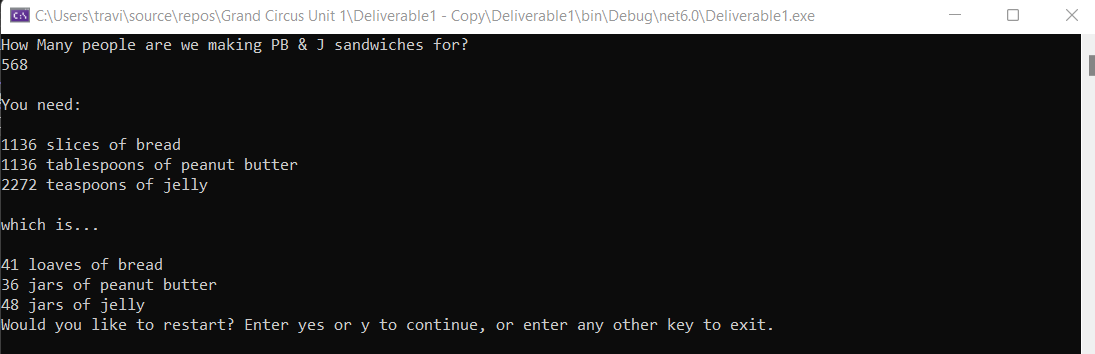 C:\Users\travi\source\repos\Grand Circus Unit 1\Deliverable1 - Copy\Deliverable1\bin\Debug\net6.0\Deliverable1.exe
How Many people are we making PB & J sandwiches for?
568
You need:
1136 slices of bread
1136 tablespoons of peanut butter
2272 teaspoons of jelly
which is...
41 loaves of bread
36 jars of peanut butter
48 jars of jelly
Would you like to restart? Enter yes or y to continue, or enter any other key to exit.